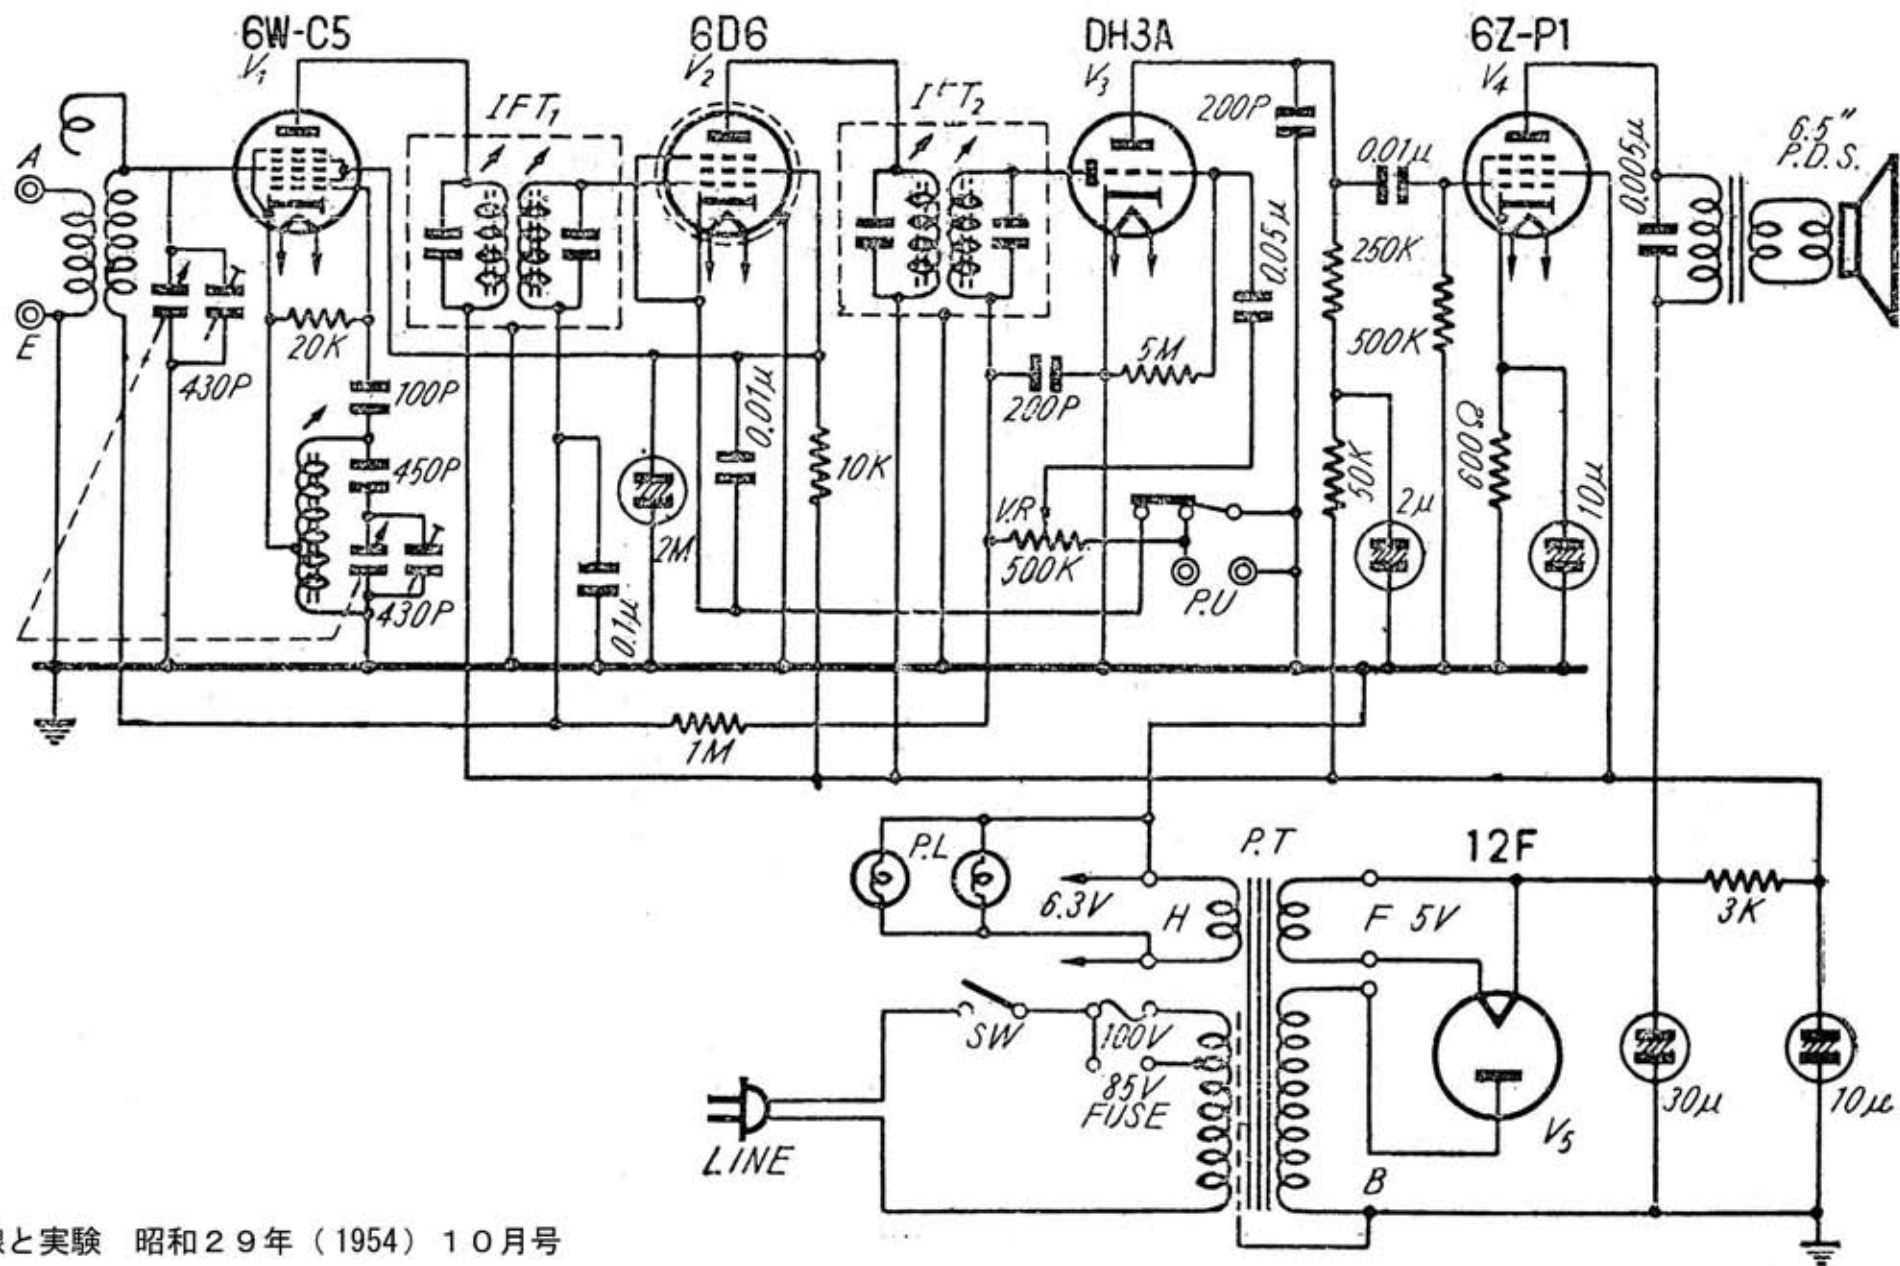 6W-C5
V₁
6D6
V₂
DH3A
V₃
6Z-P1
V₄
IFT₁
IFT₂
A
E
430P
20K
100P
450P
430P
0.1μ
2M
0.01μ
10K
1M
200P
5M
V.R
500K
P.U
0.05μ
200P
0.01μ
250K
500K
50K
2μ
600Ω
10μ
0.005μ
6.5"
P.D.S.
P.L
6.3V
H
P.T
F 5V
12F
3K
SW
100V
85V
FUSE
LINE
B
V₅
30μ
10μ
と実験 昭和29年(1954)10月号